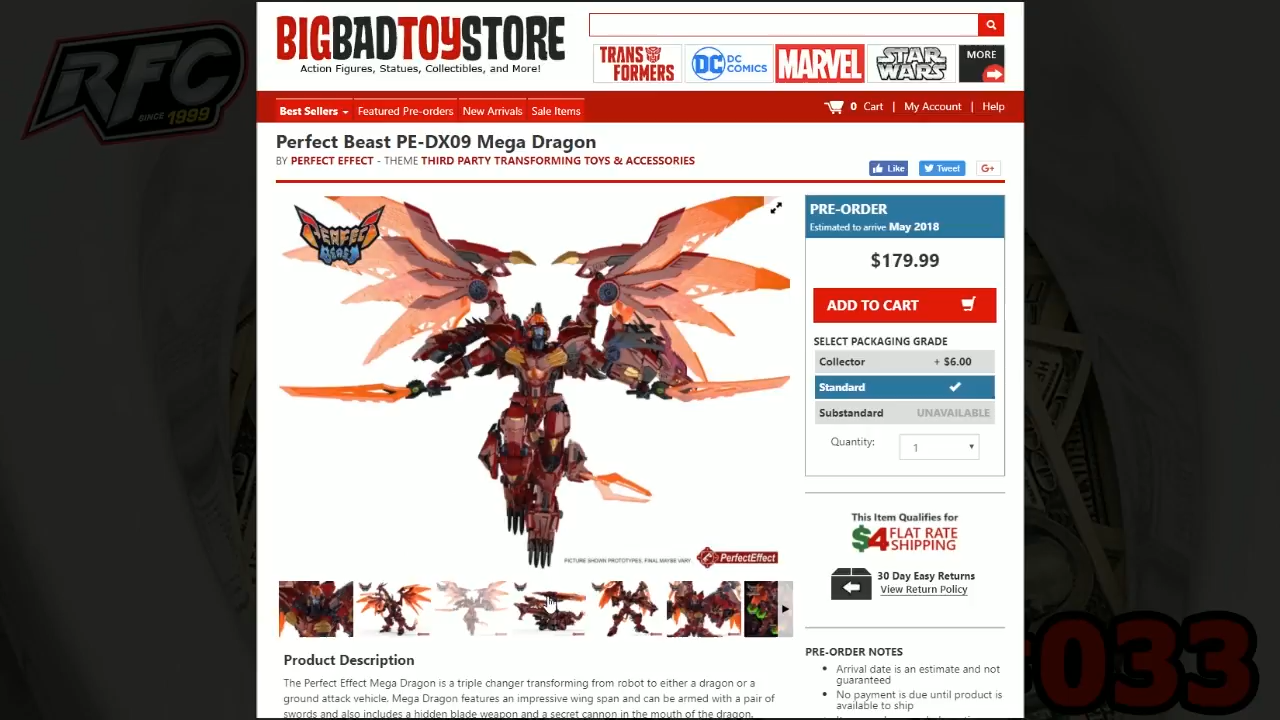 RFC
SINCE 1999
BIGBADTOYSTORE
Action Figures, Statues, Collectibles, and More!
TRANSFORMERS
DC
DC COMICS
MARVEL
STAR WARS
MORE
Best Sellers
Featured Pre-orders
New Arrivals
Sale Items
0 Cart | My Account | Help
Perfect Beast PE-DX09 Mega Dragon
BY PERFECT EFFECT - THEME THIRD PARTY TRANSFORMING TOYS & ACCESSORIES
Like
Tweet
G+
PERFECT BEAST
PICTURE SHOWN PROTOTYPES, FINAL MAYBE VARY
PerfectEffect
PRE-ORDER
Estimated to arrive May 2018
$179.99
ADD TO CART
SELECT PACKAGING GRADE
Collector + $6.00
Standard
Substandard UNAVAILABLE
Quantity: 1
This Item Qualifies for
$4 FLAT RATE SHIPPING
30 Day Easy Returns
View Return Policy
Product Description
The Perfect Effect Mega Dragon is a triple changer transforming from robot to either a dragon or a
ground attack vehicle. Mega Dragon features an impressive wing span and can be armed with a pair of
swords and also includes a hidden blade weapon and a secret cannon in the mouth of the dragon.
PRE-ORDER NOTES
Arrival date is an estimate and not
guaranteed
No payment is due until product is
available to ship
033